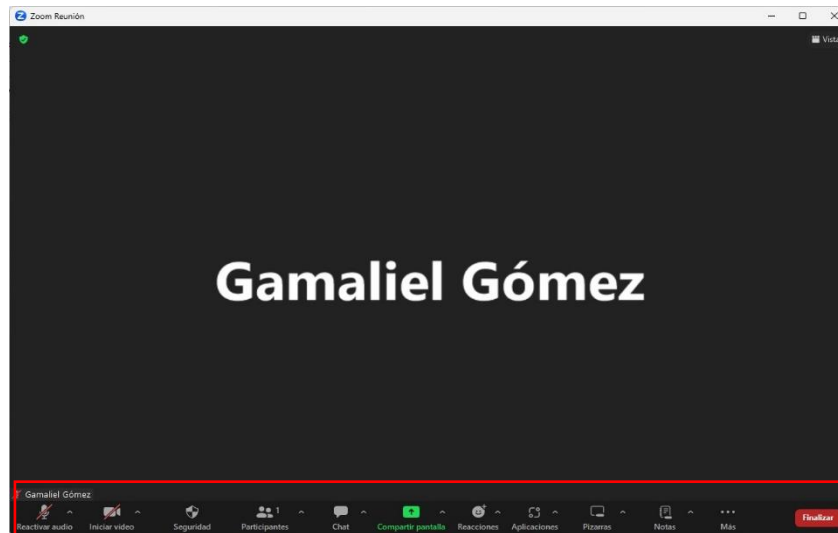 Zoom Reunión
Vista
Gamaliel Gómez
Gamaliel Gómez
1
Reactivar audio Iniciar video Seguridad Participantes Chat Compartir pantalla Reacciones Aplicaciones Pizarras Notas Más Finalizar